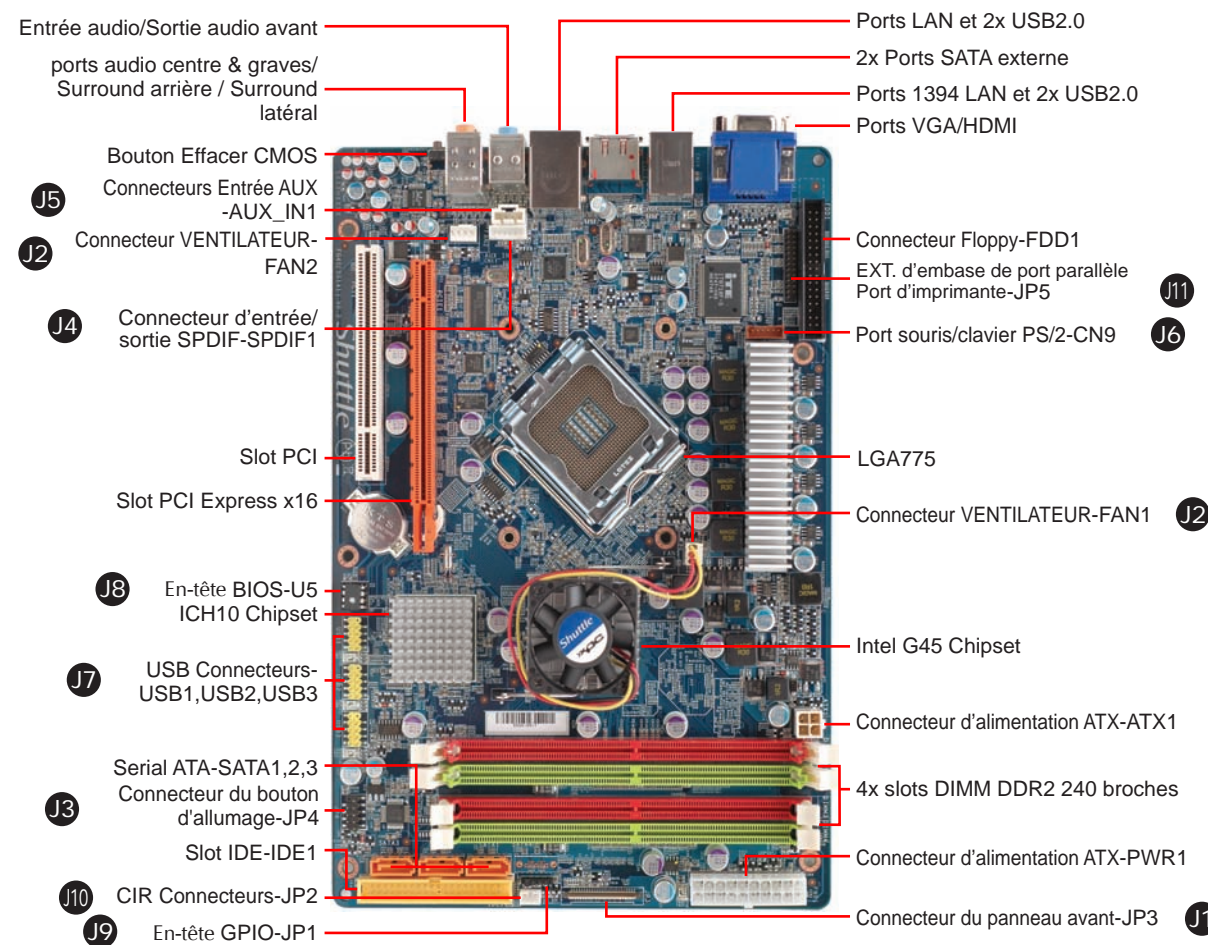 Entrée audio/Sortie audio avant
ports audio centre & graves/
Surround arrière / Surround
latéral
Bouton Effacer CMOS
J5
Connecteurs Entrée AUX
-AUX_IN1
J2
Connecteur VENTILATEUR-
FAN2
J4
Connecteur d'entrée/
sortie SPDIF-SPDIF1
Slot PCI
Slot PCI Express x16
J8
En-tête BIOS-U5
ICH10 Chipset
J7
USB Connecteurs-
USB1,USB2,USB3
Serial ATA-SATA1,2,3
J3
Connecteur du bouton
d'allumage-JP4
Slot IDE-IDE1
J10
CIR Connecteurs-JP2
J9
En-tête GPIO-JP1
Ports LAN et 2x USB2.0
2x Ports SATA externe
Ports 1394 LAN et 2x USB2.0
Ports VGA/HDMI
Connecteur Floppy-FDD1
EXT. d'embase de port parallèle
Port d'imprimante-JP5
J11
Port souris/clavier PS/2-CN9
J6
LGA775
Connecteur VENTILATEUR-FAN1
J2
Intel G45 Chipset
Connecteur d'alimentation ATX-ATX1
4x slots DIMM DDR2 240 broches
Connecteur d'alimentation ATX-PWR1
Connecteur du panneau avant-JP3
J1
Shuttle
Shuttle
LOTES